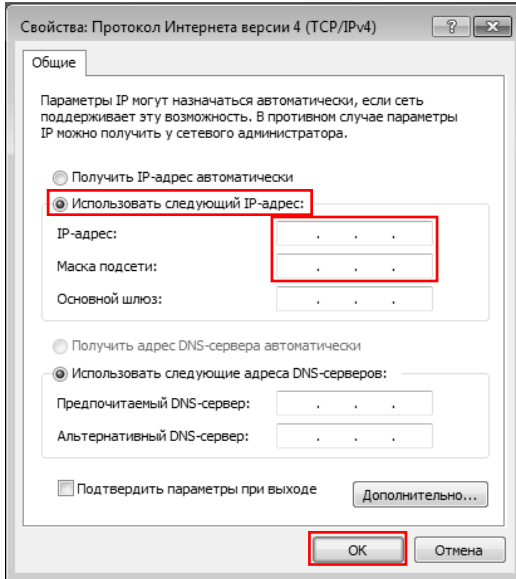 Свойства: Протокол Интернета версии 4 (TCP/IPv4)
Общие
Параметры IP могут назначаться автоматически, если сеть
поддерживает эту возможность. В противном случае параметры
IP можно получить у сетевого администратора.
Получить IP-адрес автоматически
Использовать следующий IP-адрес:
IP-адрес:
Маска подсети:
Основной шлюз:
Получить адрес DNS-сервера автоматически
Использовать следующие адреса DNS-серверов:
Предпочитаемый DNS-сервер:
Альтернативный DNS-сервер:
Подтвердить параметры при выходе
Дополнительно...
ОК
Отмена